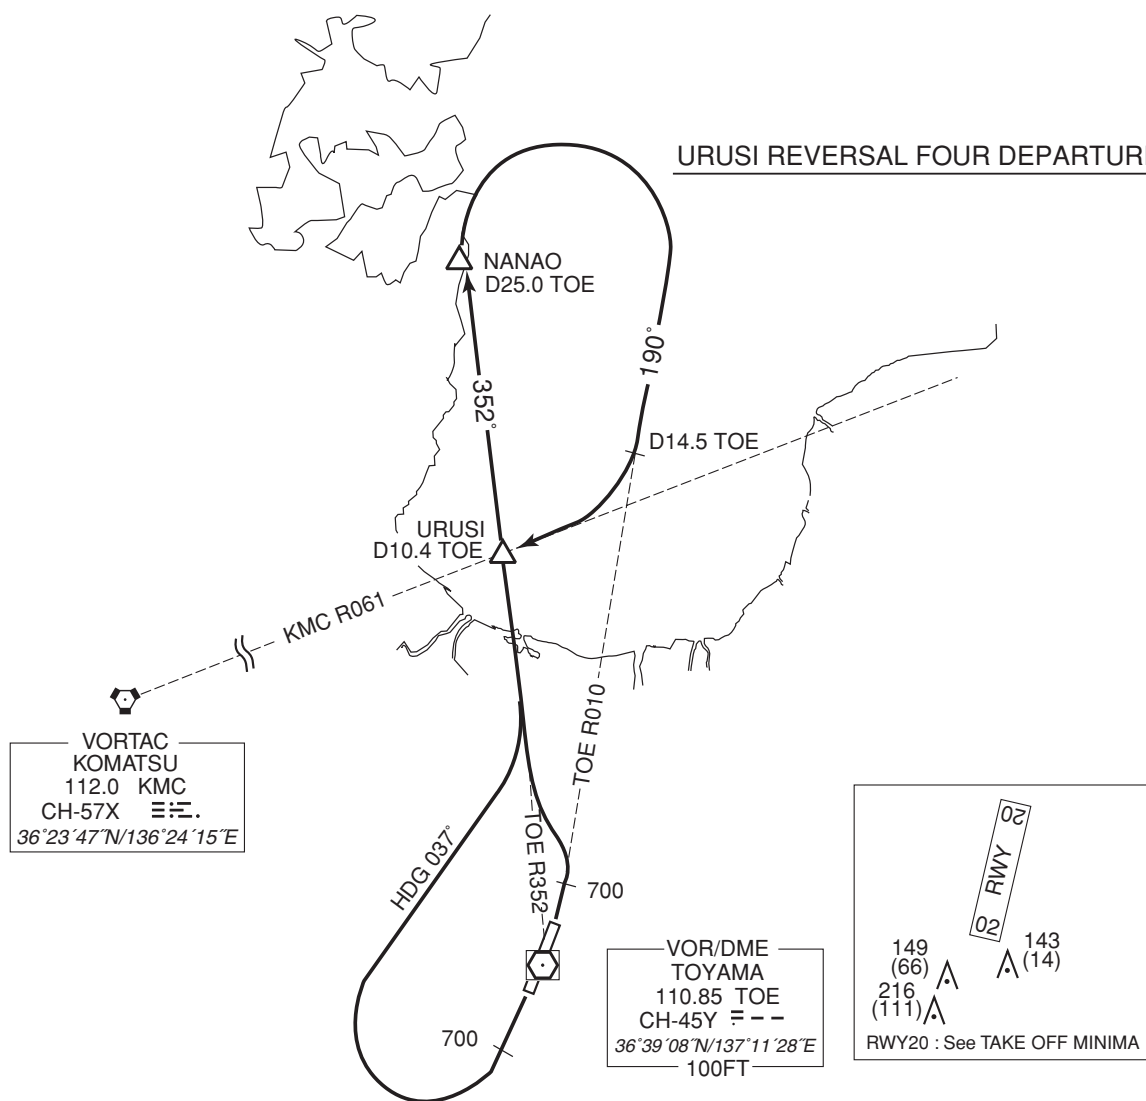 URUSI REVERSAL FOUR DEPARTUR
NANAO
D25.0 TOE
352°
190°
D14.5 TOE
URUSI
D10.4 TOE
KMC R061
TOE R010
VORTAC
KOMATSU
112.0 KMC
CH-57X
36°23´47˝N/136°24´15˝E
HDG 037°
TOE R352
700
700
VOR/DME
TOYAMA
110.85 TOE
CH-45Y
36°39´08˝N/137°11´28˝E
100FT
20
RWY
02
149
(66)
143
(14)
216
(111)
RWY20 : See TAKE OFF MINIMA